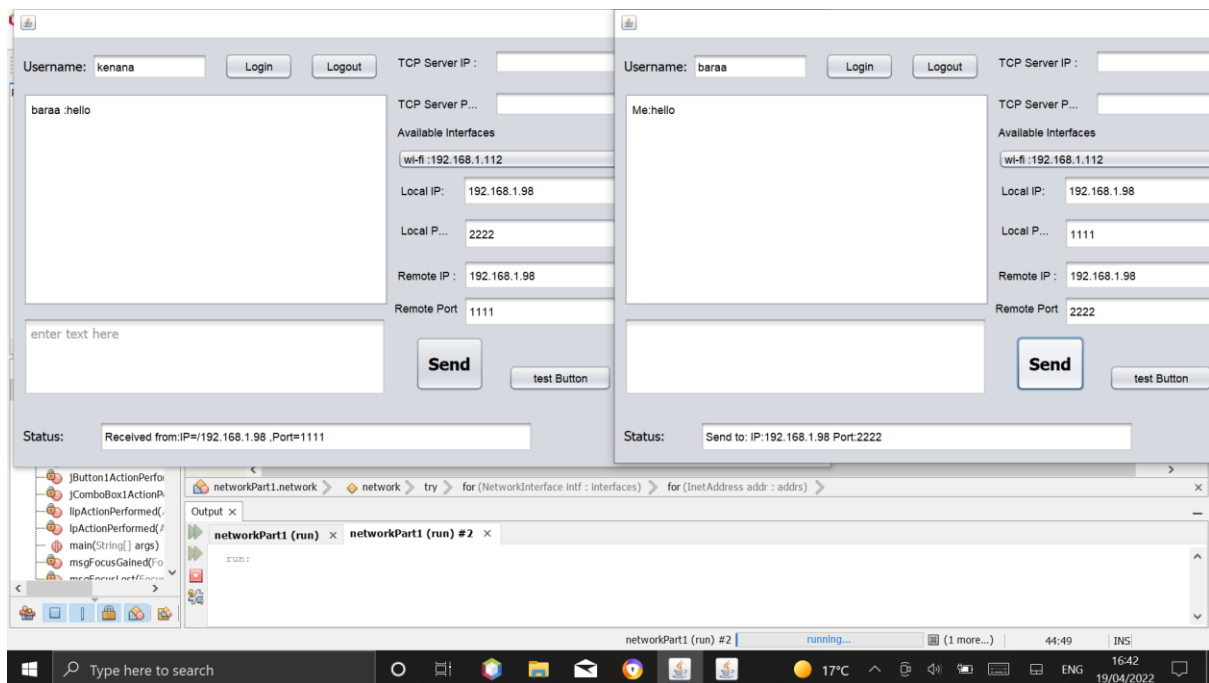 Username: kenana Login Logout TCP Server IP :
TCP Server P...
baraa :hello
Available Interfaces
wi-fi :192.168.1.112
Local IP: 192.168.1.98
Local P... 2222
Remote IP : 192.168.1.98
Remote Port 1111
enter text here
Send
test Button
Status: Received from:IP=/192.168.1.98 ,Port=1111
Username: baraa Login Logout TCP Server IP :
TCP Server P...
Me:hello
Available Interfaces
wi-fi :192.168.1.112
Local IP: 192.168.1.98
Local P... 1111
Remote IP : 192.168.1.98
Remote Port 2222
Send
test Button
Status: Send to: IP:192.168.1.98 Port:2222
jButton1ActionPerfor
jComboBox1ActionP
lipActionPerformed(
lpActionPerformed(
main(String[] args)
msgFocusGained(Fo
msgFocusLost(Focus
networkPart1.network network try for (NetworkInterface intf : interfaces) for (InetAddress addr : addrs)
Output
networkPart1 (run) networkPart1 (run) #2
run:
networkPart1 (run) #2 running... (1 more...) 44:49 INS
Type here to search 17°C ENG 16:42
19/04/2022